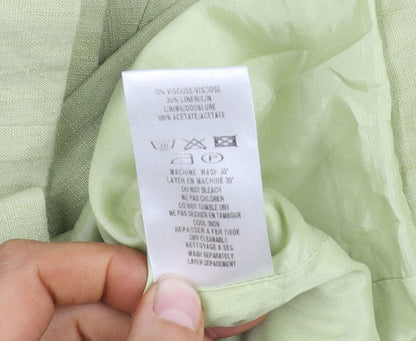 70% VISCOSE/VISCOSE
30% LINEN/LIN
LINING/DOUBLURE
100% ACETATE/ACETATE
30 P
MACHINE WASH 30°
LAVER EN MACHINE 30°
DO NOT BLEACH
NE PAS CHLORER
DO NOT TUMBLE DRY
NE PAS SECHER EN TAMBOUR
COOL IRON
REPASSER A FER TIEDE
DRY CLEANABLE
NETTOYAGE A SEC
WASH SEPARATELY
LAVER SEPAREMENT